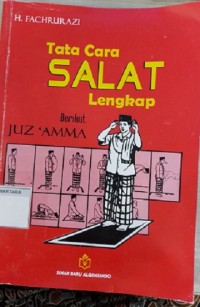 H. FACHRURAZI
Tata Cara
SALAT
Lengkap
Berikut
JUZ 'AMMA
SINAR BARU ALGENSINDO